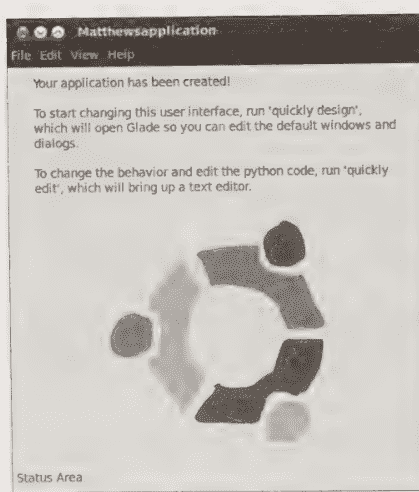 Matthewsapplication
File Edit View Help
Your application has been created!
To start changing this user interface, run 'quickly design',
which will open Glade so you can edit the default windows and
dialogs.
To change the behavior and edit the python code, run 'quickly
edit', which will bring up a text editor.
Status Area